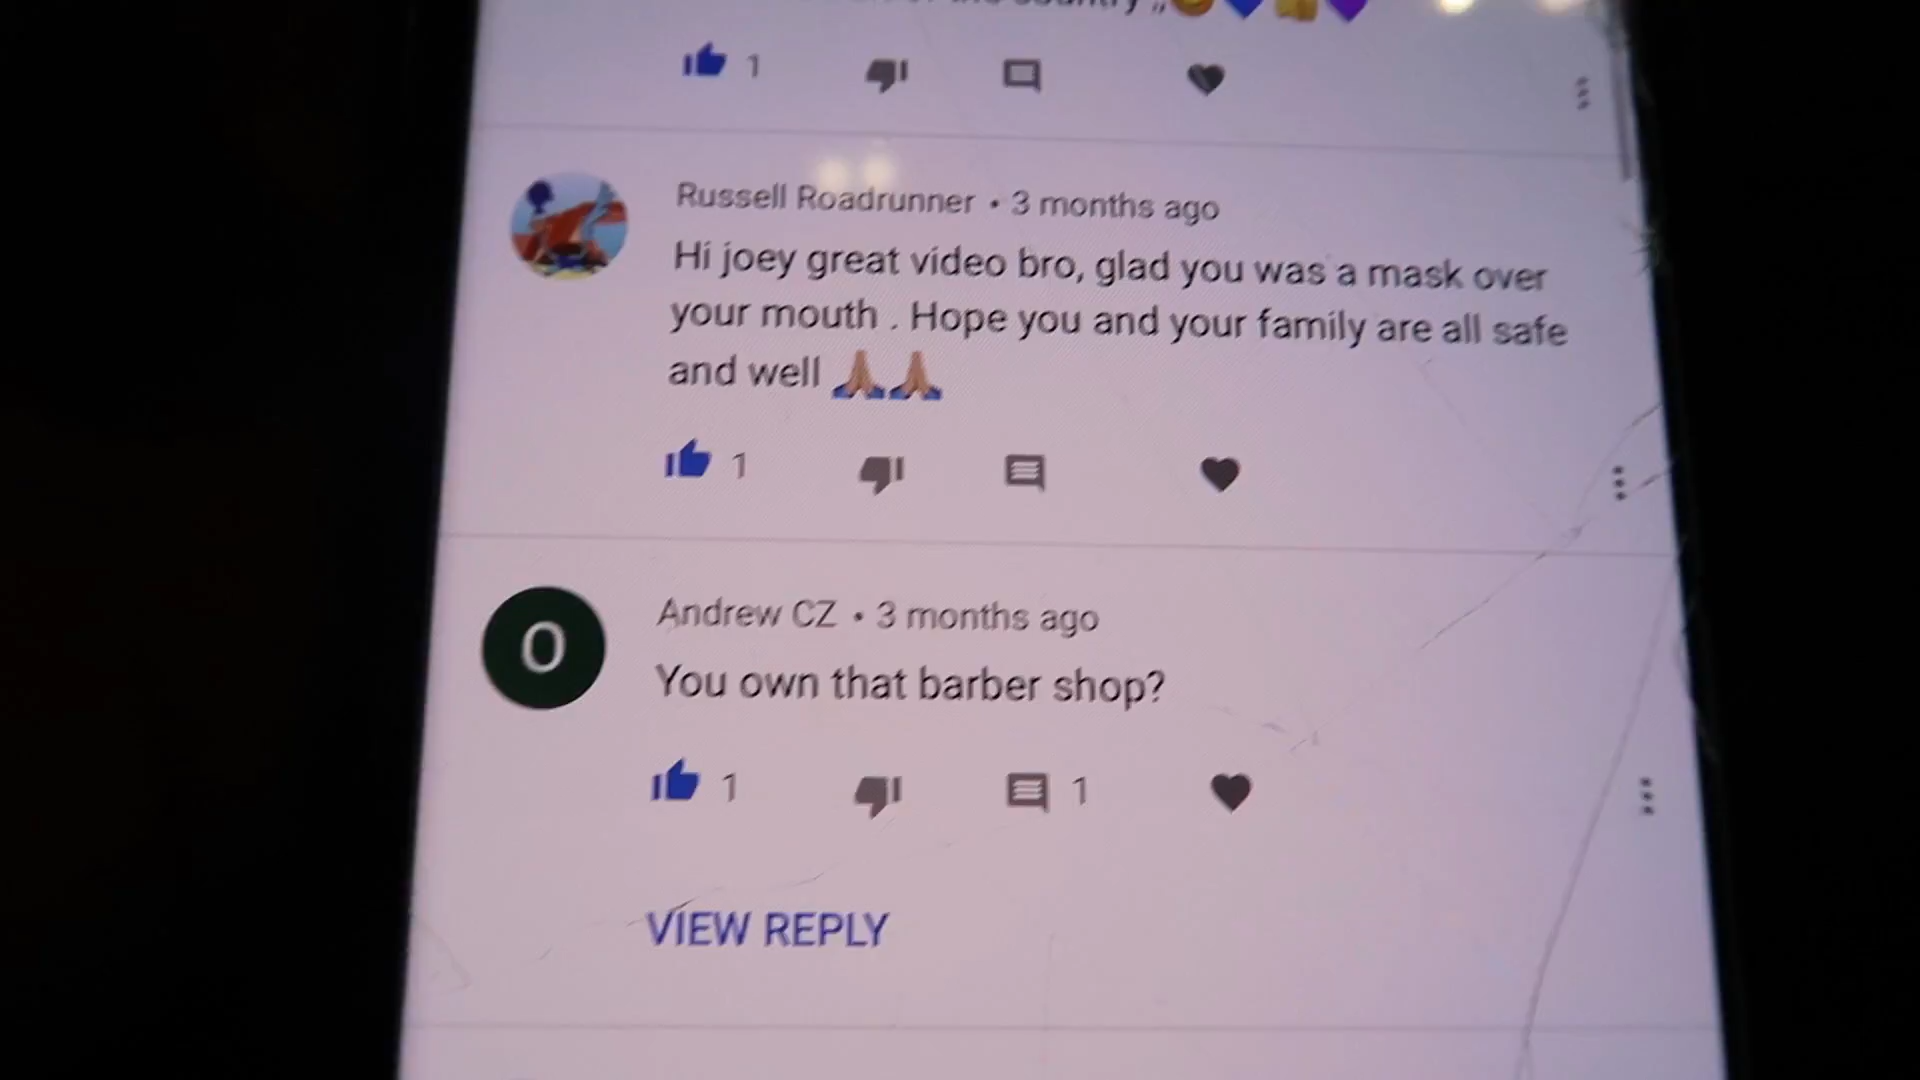 country ,,
1
Russell Roadrunner • 3 months ago
Hi joey great video bro, glad you was a mask over
your mouth . Hope you and your family are all safe
and well 🙏🏼🙏🏼
1
O
Andrew CZ • 3 months ago
You own that barber shop?
1 1
VIEW REPLY